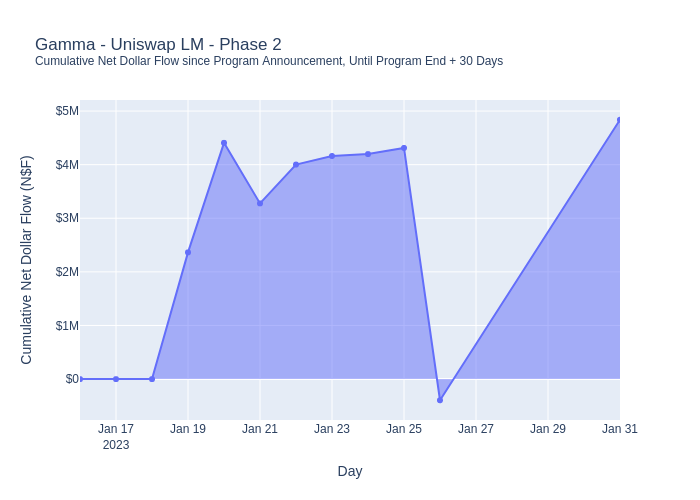 Gamma - Uniswap LM - Phase 2
Cumulative Net Dollar Flow since Program Announcement, Until Program End + 30 Days
Cumulative Net Dollar Flow (N$F)
$5M
$4M
$3M
$2M
$1M
$0
Jan 17 Jan 19 Jan 21 Jan 23 Jan 25 Jan 27 Jan 29 Jan 31
2023
Day